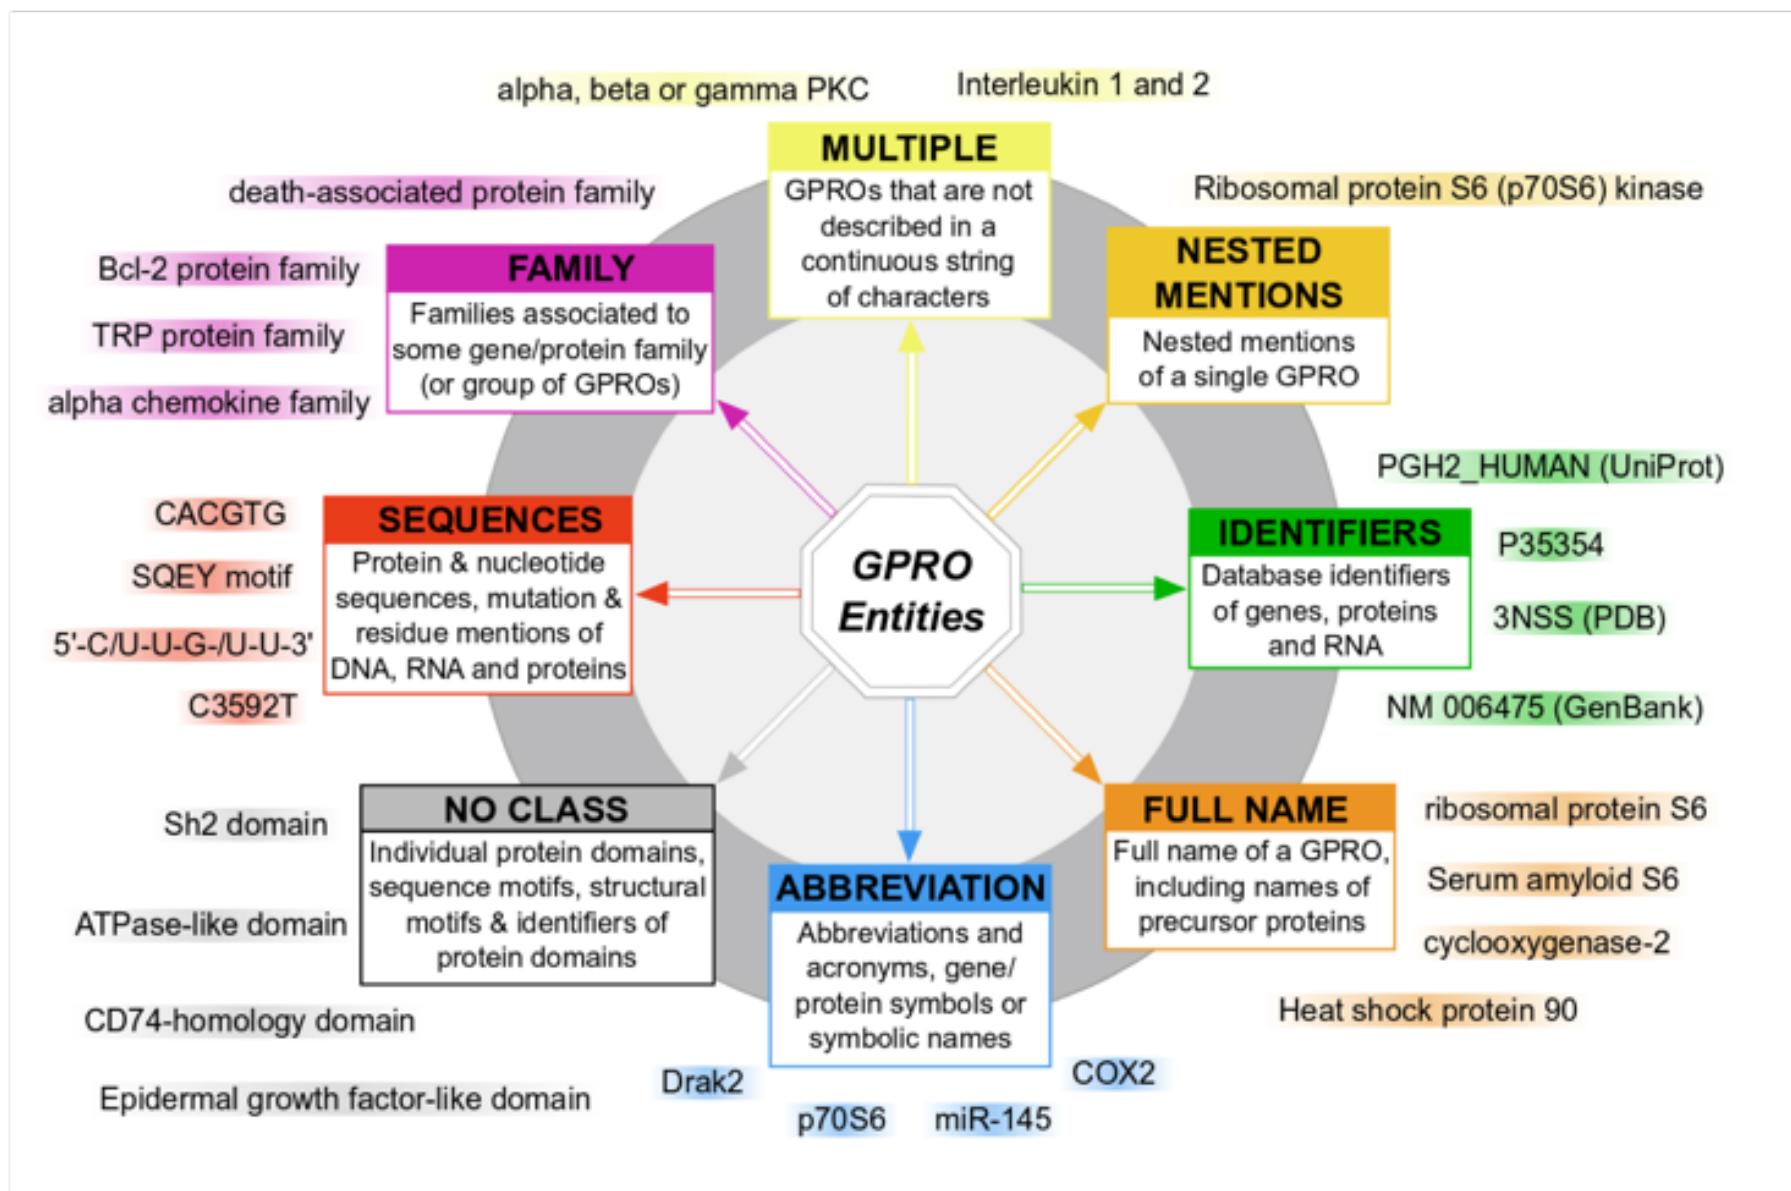 alpha, beta or gamma PKC
Interleukin 1 and 2
MULTIPLE
GPROs that are not
described in a
continuous string
of characters
death-associated protein family
Bcl-2 protein family
TRP protein family
alpha chemokine family
FAMILY
Families associated to
some gene/protein family
(or group of GPROs)
Ribosomal protein S6 (p70S6) kinase
NESTED
MENTIONS
Nested mentions
of a single GPRO
CACGTG
SQEY motif
5'-C/U-U-G-/U-U-3'
C3592T
SEQUENCES
Protein & nucleotide
sequences, mutation &
residue mentions of
DNA, RNA and proteins
GPRO
Entities
IDENTIFIERS
Database identifiers
of genes, proteins
and RNA
PGH2_HUMAN (UniProt)
P35354
3NSS (PDB)
NM 006475 (GenBank)
Sh2 domain
ATPase-like domain
CD74-homology domain
Epidermal growth factor-like domain
NO CLASS
Individual protein domains,
sequence motifs, structural
motifs & identifiers of
protein domains
ABBREVIATION
Abbreviations and
acronyms, gene/
protein symbols or
symbolic names
Drak2
p70S6
miR-145
COX2
FULL NAME
Full name of a GPRO,
including names of
precursor proteins
ribosomal protein S6
Serum amyloid S6
cyclooxygenase-2
Heat shock protein 90